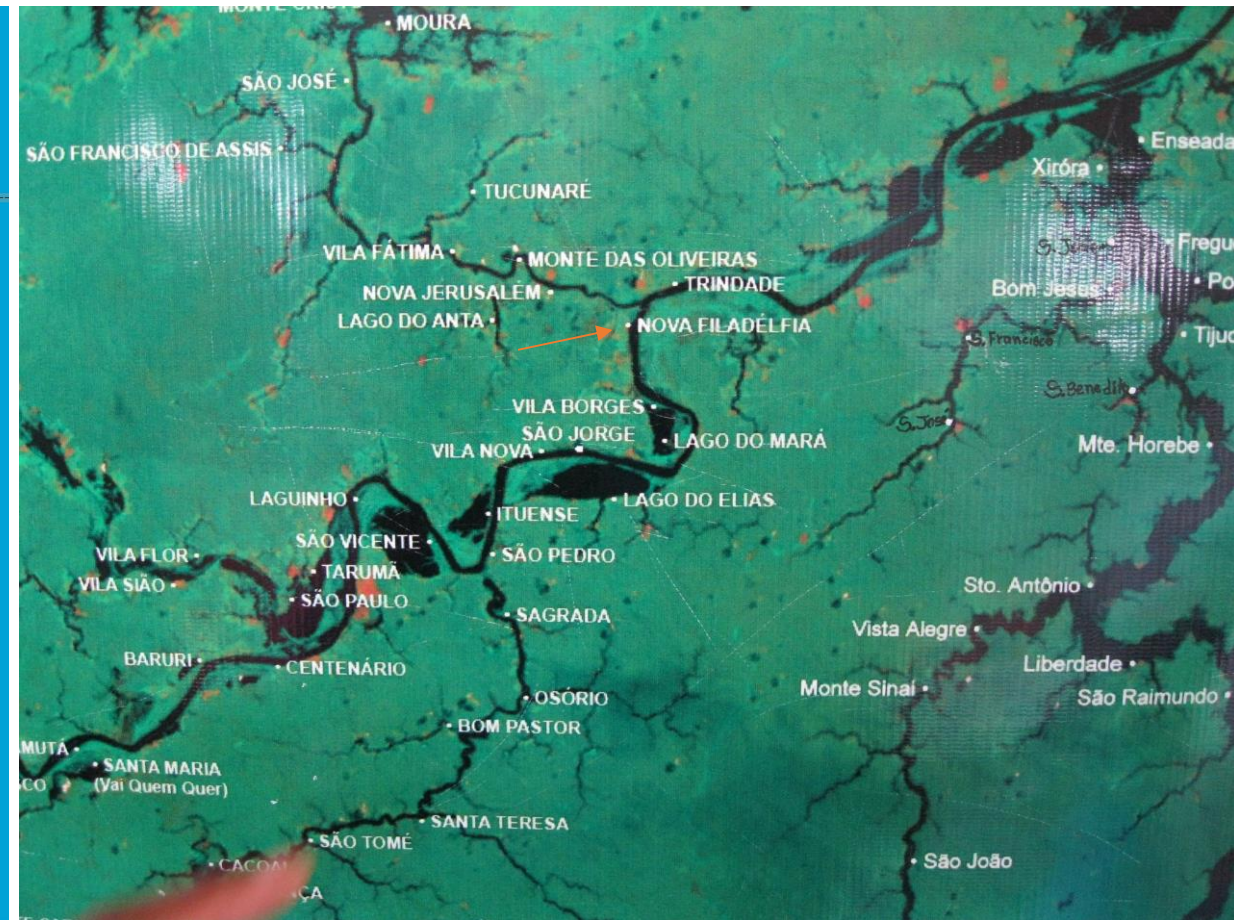 MOURA
SÃO JOSÉ
SÃO FRANCISCO DE ASSIS
Enseada
Xiróra
TUCUNARÉ
VILA FÁTIMA
MONTE DAS OLIVEIRAS
TRINDADE
NOVA JERUSALÉM
Bom Jesus
LAGO DO ANTA
NOVA FILADÉLFIA
S. Francisco
VILA BORGES
SÃO JORGE
LAGO DO MARÁ
S. José
VILA NOVA
Mte. Horebe
LAGUINHO
LAGO DO ELIAS
ITUENSE
SÃO VICENTE
SÃO PEDRO
VILA FLOR
TARUMÃ
VILA SIÃO
SÃO PAULO
Sto. Antônio
SAGRADA
Vista Alegre
BARURI
CENTENÁRIO
Liberdade
Monte Sinai
OSÓRIO
São Raimundo
BOM PASTOR
SANTA MARIA
(Vai Quem Quer)
SANTA TERESA
SÃO TOMÉ
São João